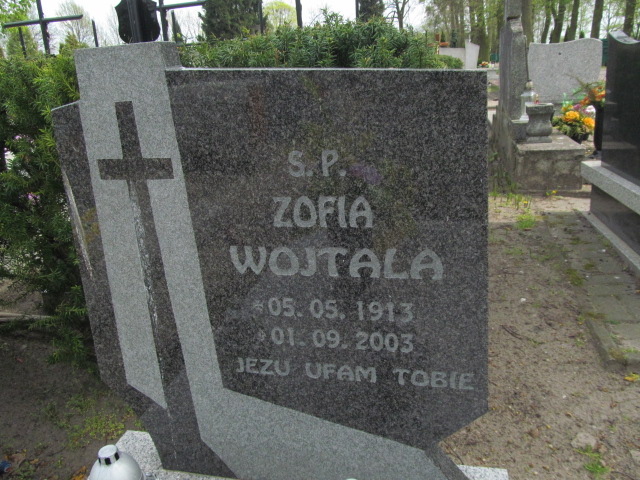 S.P.
ZOFIA
WOJTALA
*05.05.1913
+01.09.2003
JEZU UFAM TOBIE